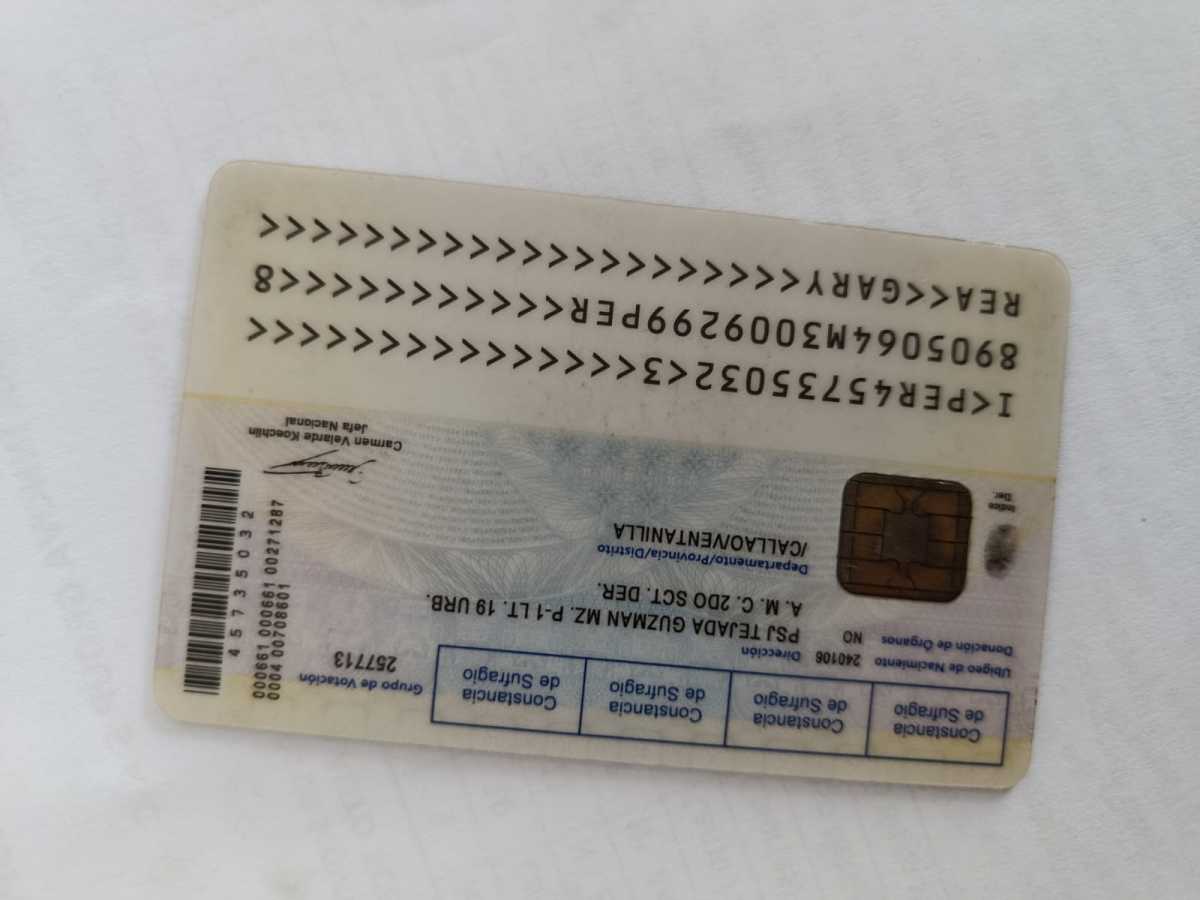 Constancia
de Sufragio
Constancia
de Sufragio
Constancia
de Sufragio
Constancia
de Sufragio
Grupo de Votación
257713
Ubigeo de Nacimiento 240106
Donación de Órganos NO
Dirección
PSJ TEJADA GUZMAN MZ. P-1 LT. 19 URB.
A. M. C. 2DO SCT. DER.
Departamento/Provincia/Distrito
/CALLAO/VENTANILLA
Indice
Der.
0004 00708601
000661 000661 00271287
45735032
Carmen Velarde Koechlin
Jefa Nacional
I<PER45735032<3<<<<<<<<<<<<<<<
8905064M3009299PER<<<<<<<<<<<8
REA<<GARY<<<<<<<<<<<<<<<<<<<<<